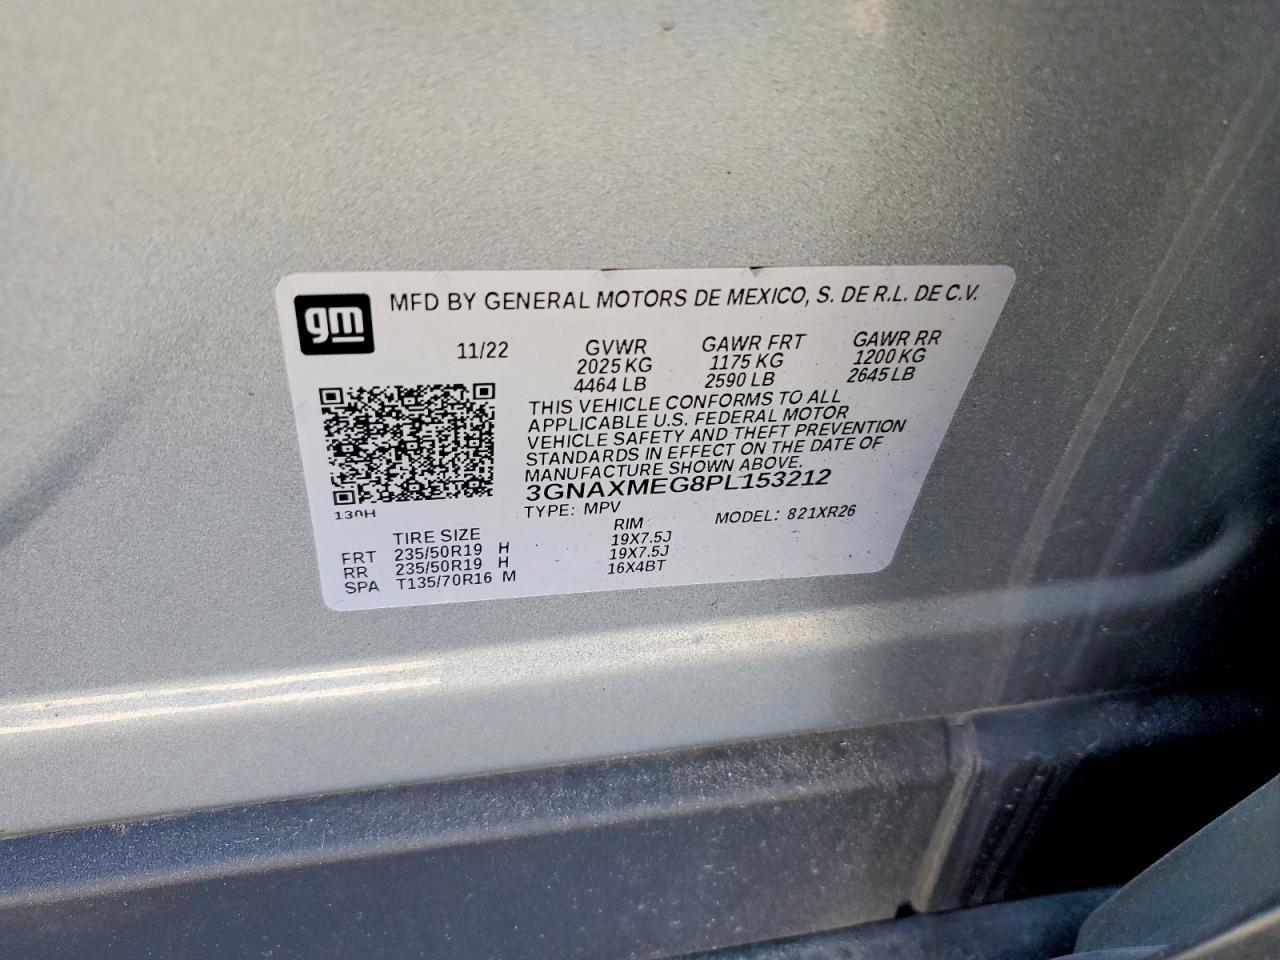 gm
MFD BY GENERAL MOTORS DE MEXICO, S. DE R.L. DE C.V.
11/22 GVWR GAWR FRT GAWR RR
2025 KG 1175 KG 1200 KG
4464 LB 2590 LB 2645 LB
THIS VEHICLE CONFORMS TO ALL
APPLICABLE U.S. FEDERAL MOTOR
VEHICLE SAFETY AND THEFT PREVENTION
STANDARDS IN EFFECT ON THE DATE OF
MANUFACTURE SHOWN ABOVE.
3GNAXMEG8PL153212
TYPE: MPV MODEL: 821XR26
TIRE SIZE RIM
FRT 235/50R19 H 19X7.5J
RR 235/50R19 H 19X7.5J
SPA T135/70R16 M 16X4BT